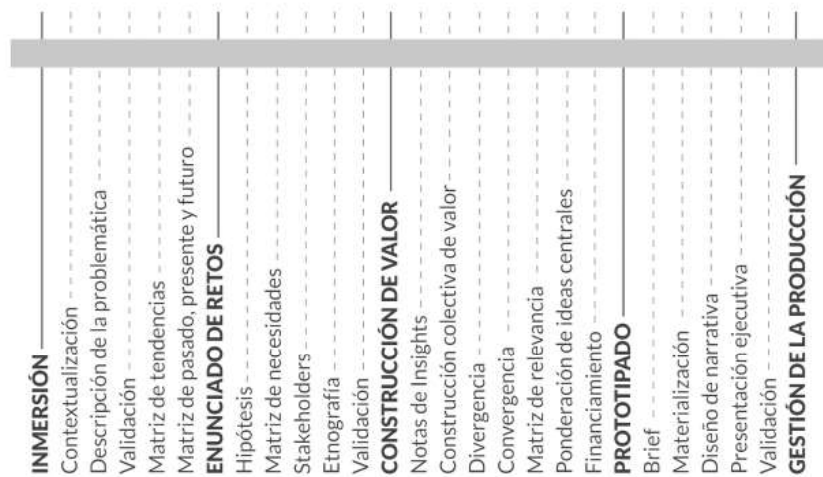 INMERSIÓN
Contextualización
Descripción de la problemática
Validación
Matriz de tendencias
Matriz de pasado, presente y futuro
ENUNCIADO DE RETOS
Hipótesis
Matriz de necesidades
Stakeholders
Etnografía
Validación
CONSTRUCCIÓN DE VALOR
Notas de Insights
Construcción colectiva de valor
Divergencia
Convergencia
Matriz de relevancia
Ponderación de ideas centrales
Financiamiento
PROTOTIPADO
Brief
Materialización
Diseño de narrativa
Presentación ejecutiva
Validación
GESTIÓN DE LA PRODUCCIÓN